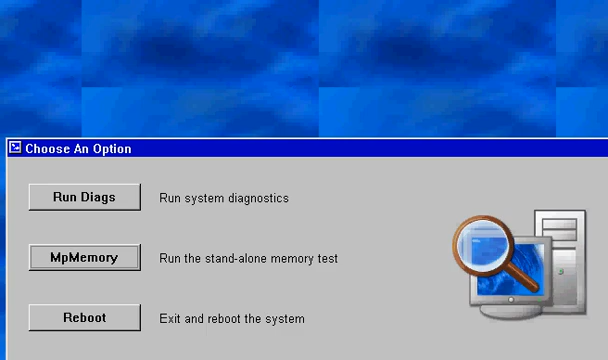 Choose An Option
Run Diags Run system diagnostics
MpMemory Run the stand-alone memory test
Reboot Exit and reboot the system